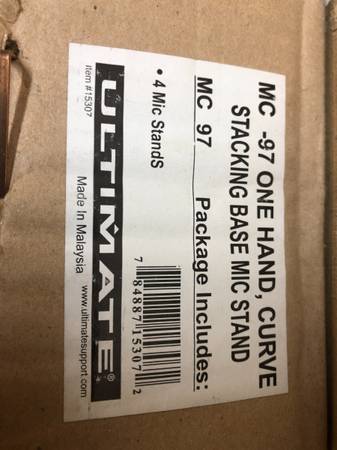 MC -97 ONE HAND, CURVE
STACKING BASE MIC STAND
MC 97 Package Includes:
• 4 Mic StandS
7 84887 15307 2
ULTIMATE®
Item #15307
Made In Malaysia
www.ultimatesupport.com